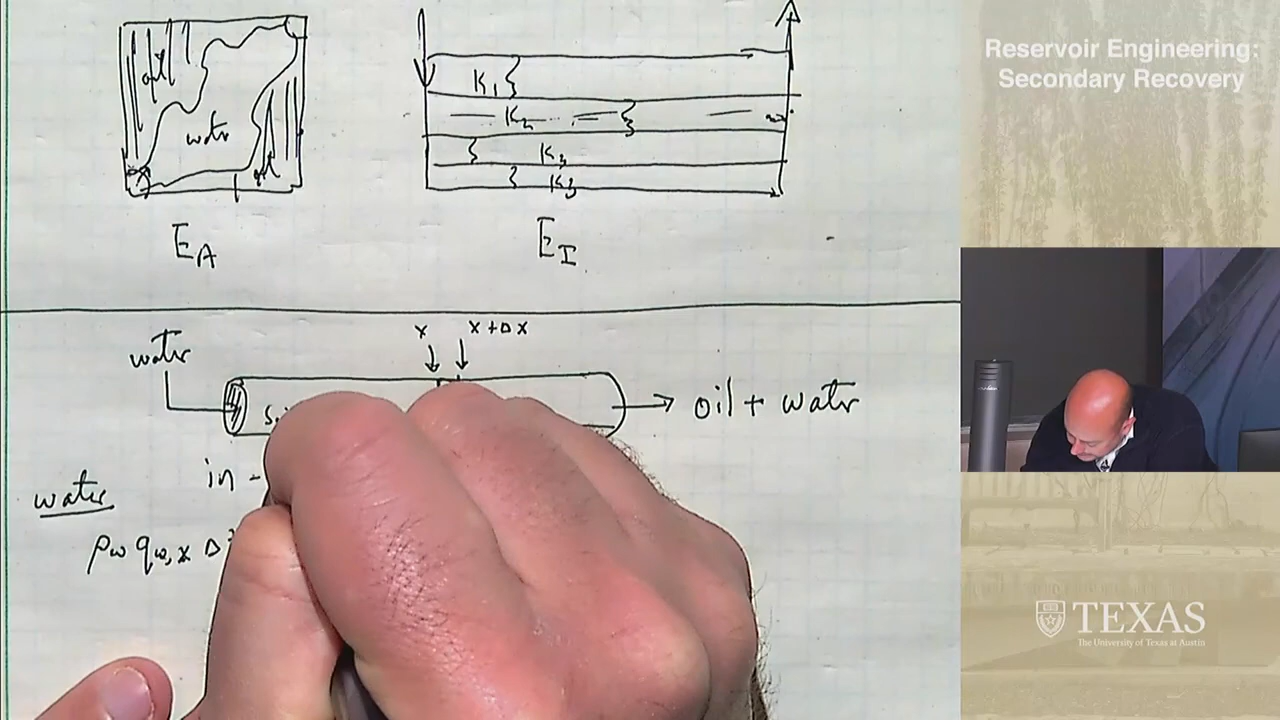 Reservoir Engineering:
Secondary Recovery
oil
water
oil
K1
K2
K3
K3
EA
EI
x x+Δx
water
oil + water
in -
water
ρw qw,x Δ
TEXAS
The University of Texas at Austin